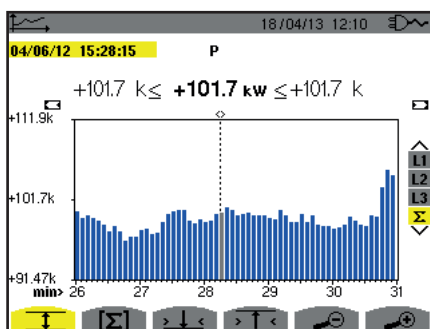 18/04/13 12:10
04/06/12 15:28:15 P
+101.7 k≤ +101.7 kW ≤+101.7 k
+111.9k
+101.7k
+91.47k
L1
L2
L3
Σ
min> 26 27 28 29 30 31
[Σ]